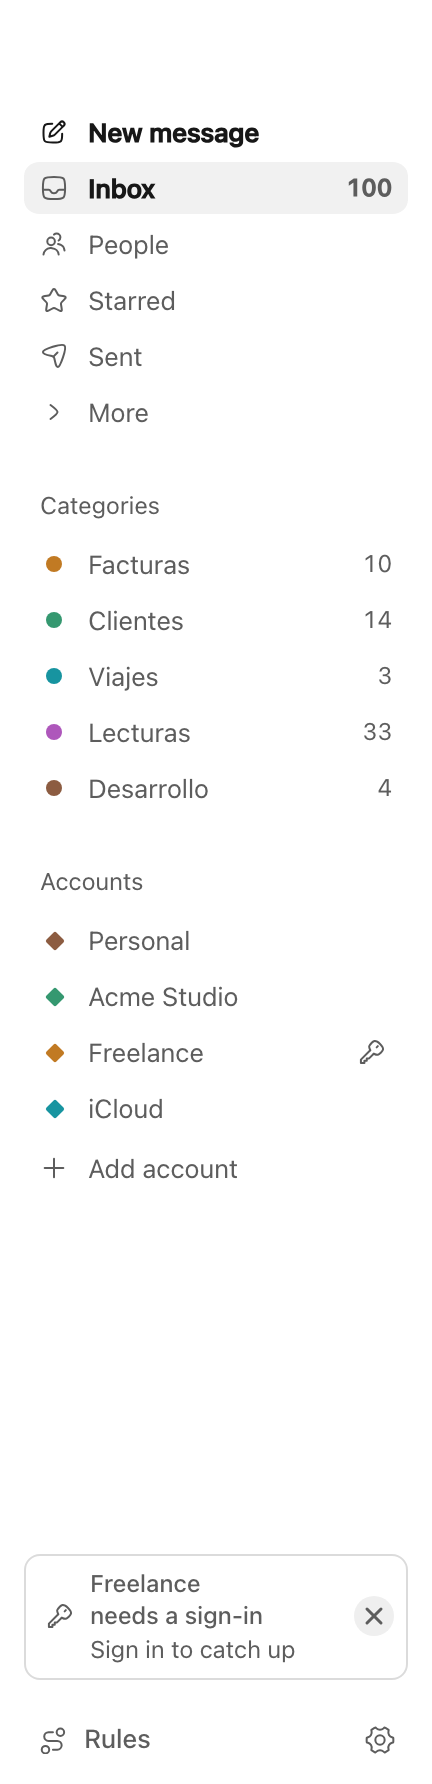 New message
Inbox 100
People
Starred
Sent
More
Categories
Facturas 10
Clientes 14
Viajes 3
Lecturas 33
Desarrollo 4
Accounts
Personal
Acme Studio
Freelance
iCloud
Add account
Freelance
needs a sign-in
Sign in to catch up
Rules